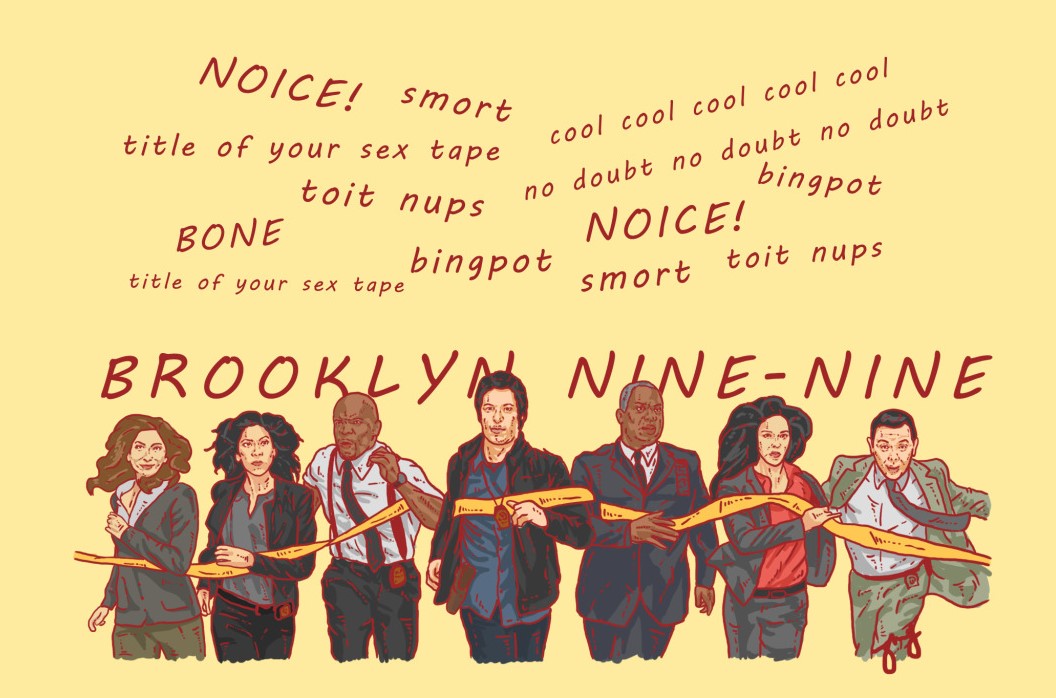 NOICE!
smort
cool cool cool cool cool
title of your sex tape
no doubt no doubt no doubt
toit nups
bingpot
BONE
NOICE!
bingpot
toit nups
title of your sex tape
smort
BROOKLYN NINE-NINE